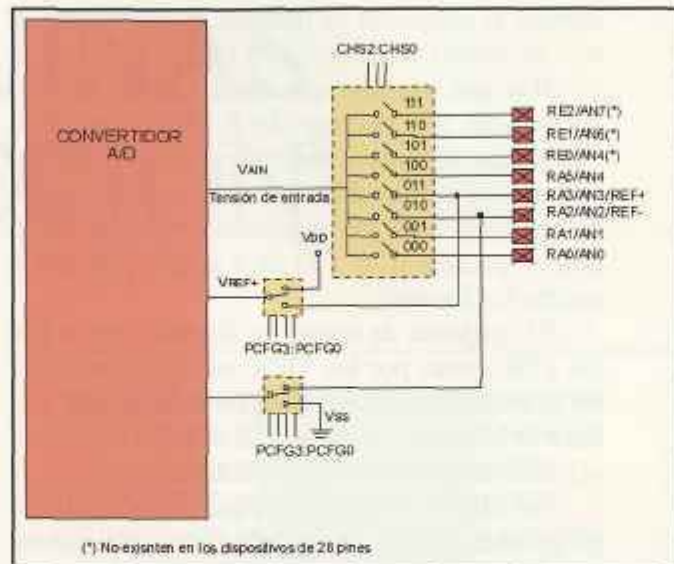 CHS2:CHS0
CONVERTIDOR
A/D
VAIN
Tensión de entrada
111
110
101
100
011
010
001
000
RE2/AN7(*)
RE1/AN6(*)
RE0/AN4(*)
RA5/AN4
RA3/AN3/REF+
RA2/AN2/REF-
RA1/AN1
RA0/AN0
VDD
VREF+
PCFG3:PCFG0
VSS
PCFG3:PCFG0
(*) No exisnten en los dispositivos de 28 pines